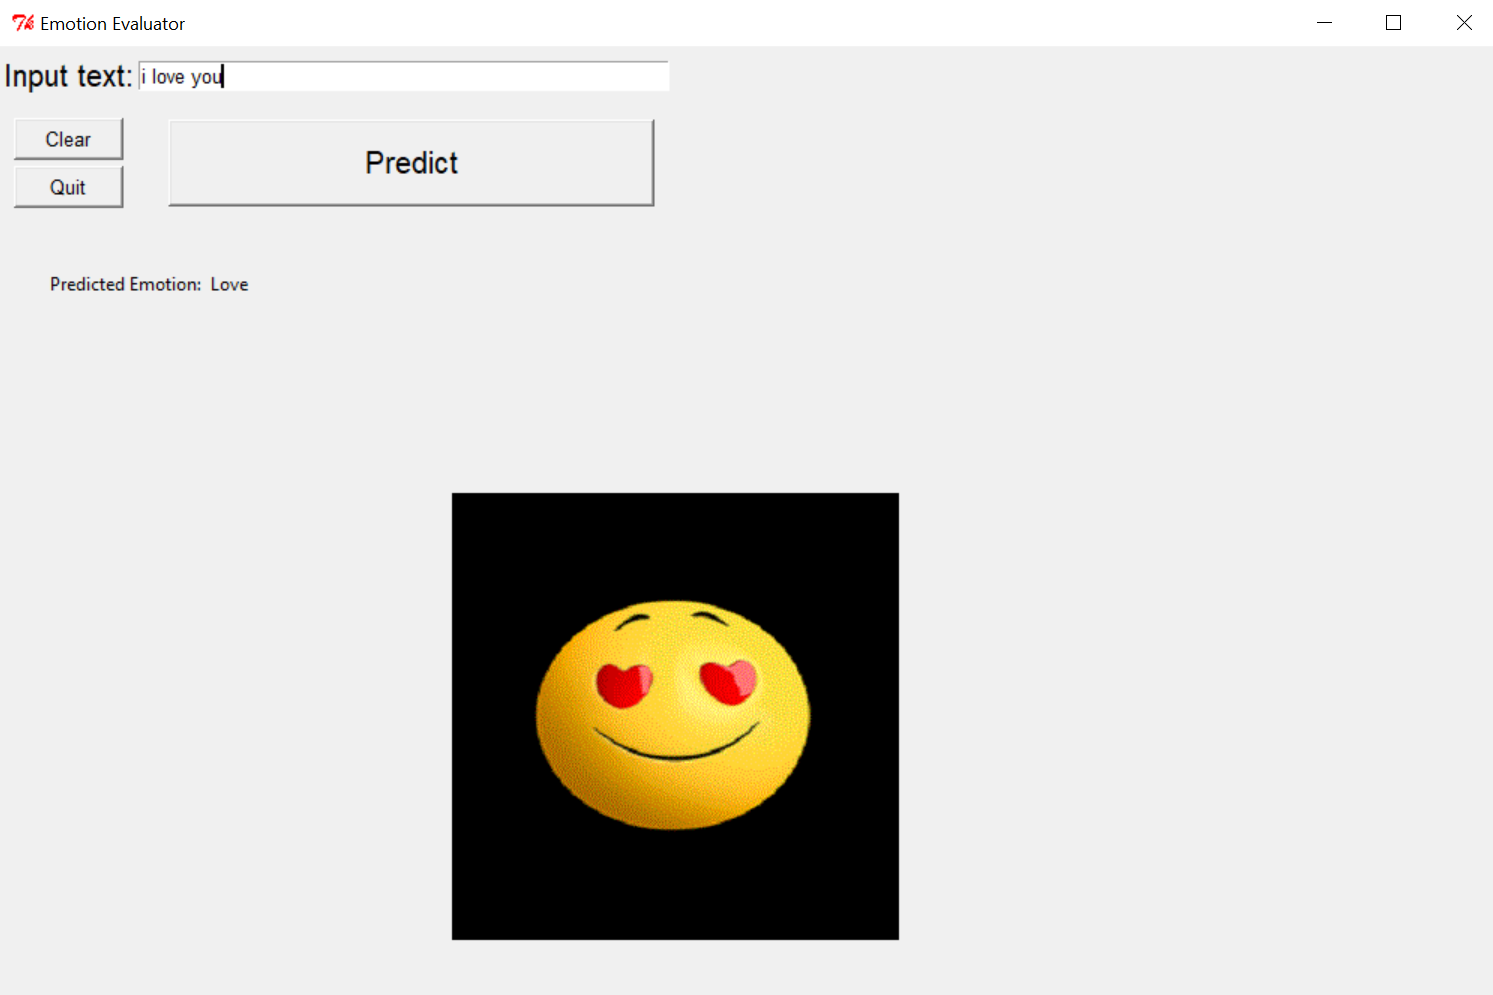 Emotion Evaluator
Input text: i love you
Clear
Predict
Quit
Predicted Emotion: Love